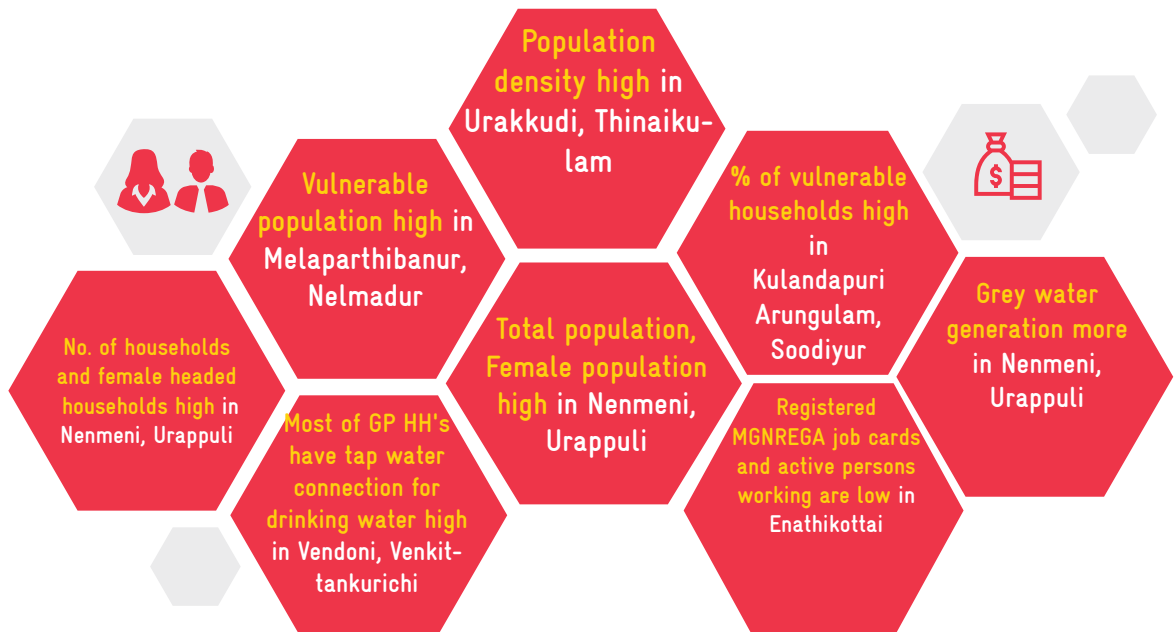 Population
density high in
Urakkudi, Thinaiku-
lam
Vulnerable
population high in
Melaparthibanur,
Nelmadur
% of vulnerable
households high
in
Kulandapuri
Arungulam,
Soodiyur
No. of households
and female headed
households high in
Nenmeni, Urappuli
Total population,
Female population
high in Nenmeni,
Urappuli
Grey water
generation more
in Nenmeni,
Urappuli
Most of GP HH's
have tap water
connection for
drinking water high
in Vendoni, Venkit-
tankurichi
Registered
MGNREGA job cards
and active persons
working are low in
Enathikottai
$